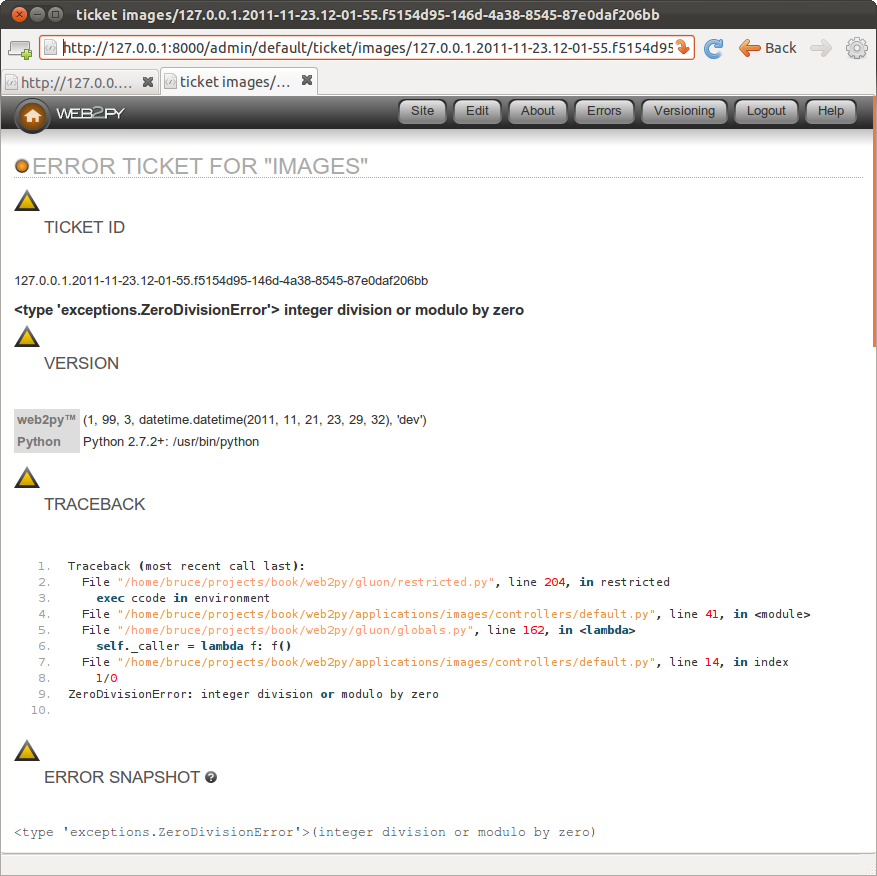 ticket images/127.0.0.1.2011-11-23.12-01-55.f5154d95-146d-4a38-8545-87e0daf206bb
http://127.0.0.1:8000/admin/default/ticket/images/127.0.0.1.2011-11-23.12-01-55.f5154d95
Back
http://127.0.0.... ticket images/...
WEB2PY Site Edit About Errors Versioning Logout Help
ERROR TICKET FOR "IMAGES"
TICKET ID
127.0.0.1.2011-11-23.12-01-55.f5154d95-146d-4a38-8545-87e0daf206bb
<type 'exceptions.ZeroDivisionError'> integer division or modulo by zero
VERSION
web2py™ (1, 99, 3, datetime.datetime(2011, 11, 21, 23, 29, 32), 'dev')
Python Python 2.7.2+: /usr/bin/python
TRACEBACK
1. Traceback (most recent call last):
2. File "/home/bruce/projects/book/web2py/gluon/restricted.py", line 204, in restricted
3. exec ccode in environment
4. File "/home/bruce/projects/book/web2py/applications/images/controllers/default.py", line 41, in <module>
5. File "/home/bruce/projects/book/web2py/gluon/globals.py", line 162, in <lambda>
6. self._caller = lambda f: f()
7. File "/home/bruce/projects/book/web2py/applications/images/controllers/default.py", line 14, in index
8. 1/0
9. ZeroDivisionError: integer division or modulo by zero
10.
ERROR SNAPSHOT ?
<type 'exceptions.ZeroDivisionError'>(integer division or modulo by zero)